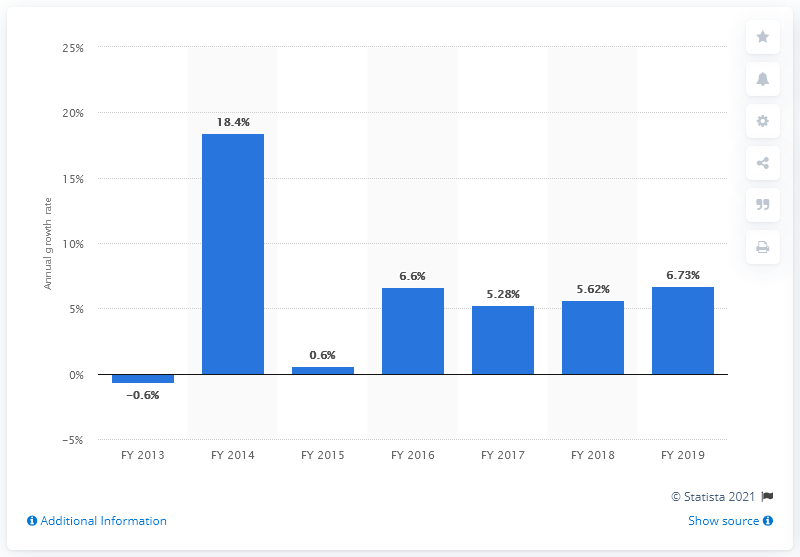 25%
20%
15%
10%
5%
0%
−5%
Annual growth rate
−0.6%
18.4%
0.6%
6.6%
5.28%
5.62%
6.73%
FY 2013
FY 2014
FY 2015
FY 2016
FY 2017
FY 2018
FY 2019
© Statista 2021
Additional Information
Show source